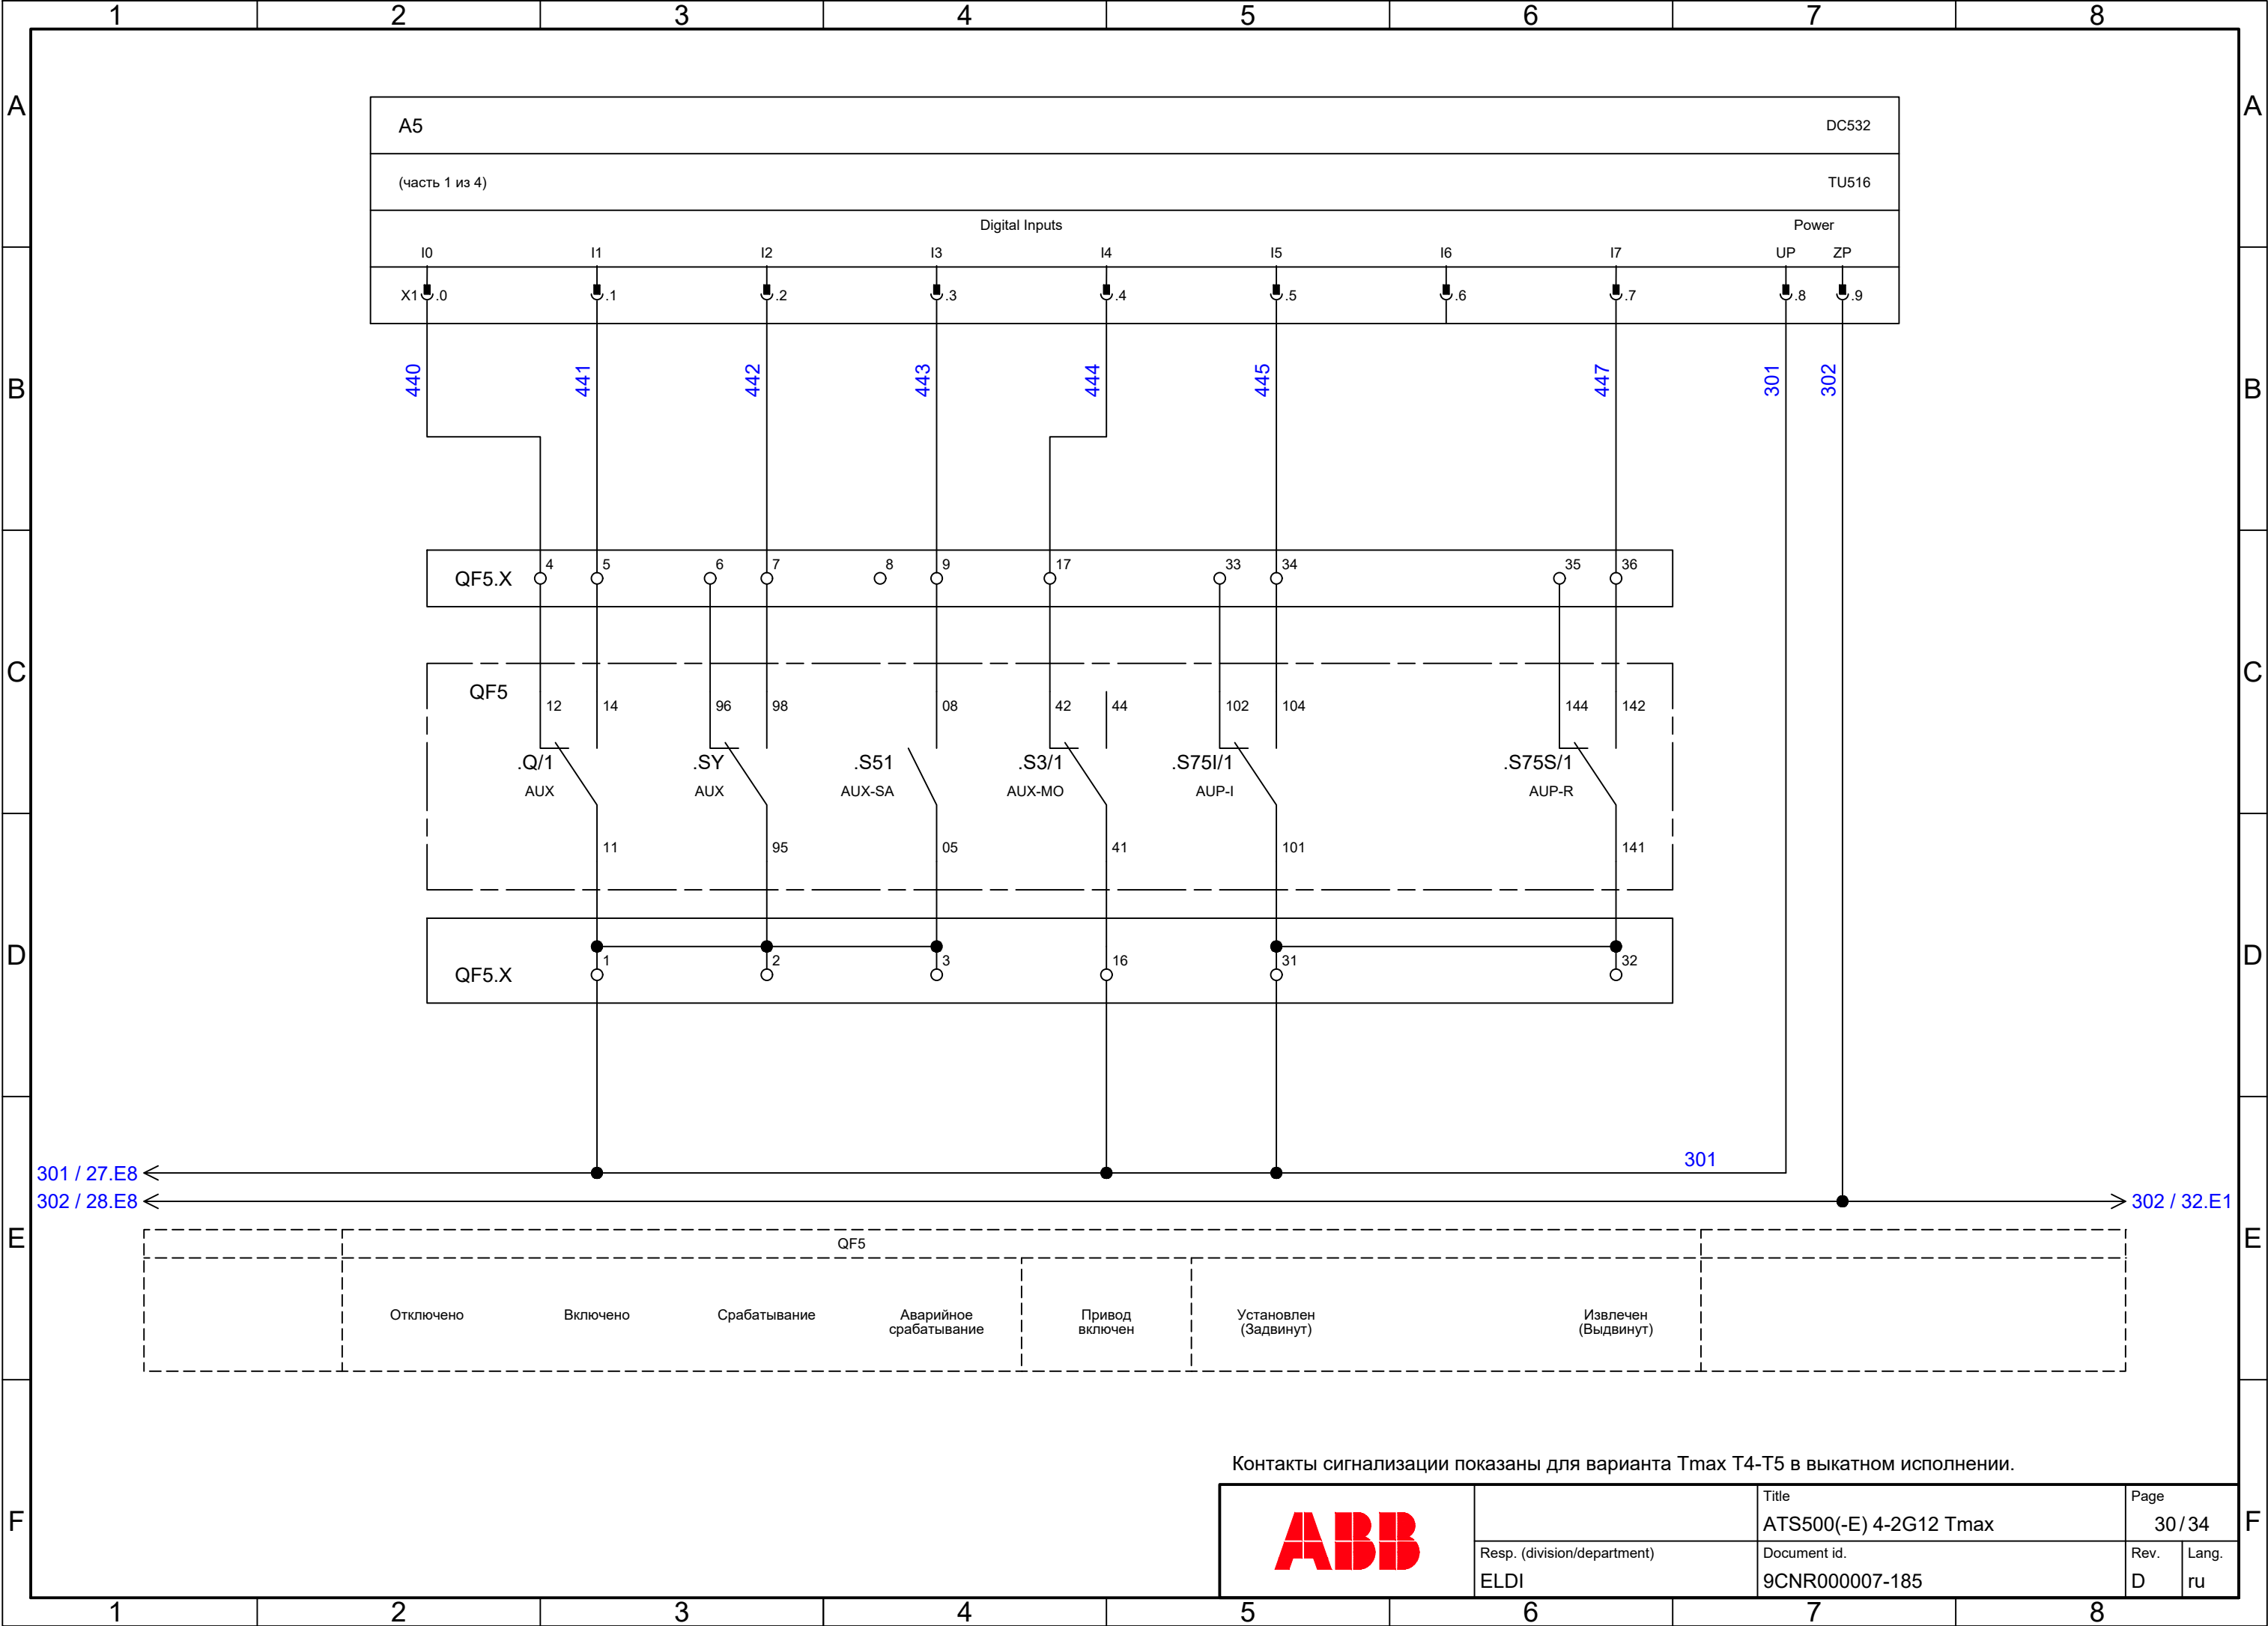 1 2 3 4 5 6 7 8
A A
A5 DC532
(часть 1 из 4) TU516
Digital Inputs Power
I0 I1 I2 I3 I4 I5 I6 I7 UP ZP
X1 .0 .1 .2 .3 .4 .5 .6 .7 .8 .9
B B
440 441 442 443 444 445 447 301 302
QF5.X 4 5 6 7 8 9 17 33 34 35 36
C C
QF5
12 14 96 98 08 42 44 102 104 144 142
.Q/1 .SY .S51 .S3/1 .S75I/1 .S75S/1
AUX AUX AUX-SA AUX-MO AUP-I AUP-R
11 95 05 41 101 141
D D
QF5.X 1 2 3 16 31 32
301
301 / 27.E8
302 / 28.E8 302 / 32.E1
E E
QF5
Отключено Включено Срабатывание Аварийное Привод Установлен Извлечен
срабатывание включен (Задвинут) (Выдвинут)
Контакты сигнализации показаны для варианта Tmax T4-T5 в выкатном исполнении.
F F
ABB
Title Page
ATS500(-E) 4-2G12 Tmax 30/34
Resp. (division/department) Document id. Rev. Lang.
ELDI 9CNR000007-185 D ru
1 2 3 4 5 6 7 8